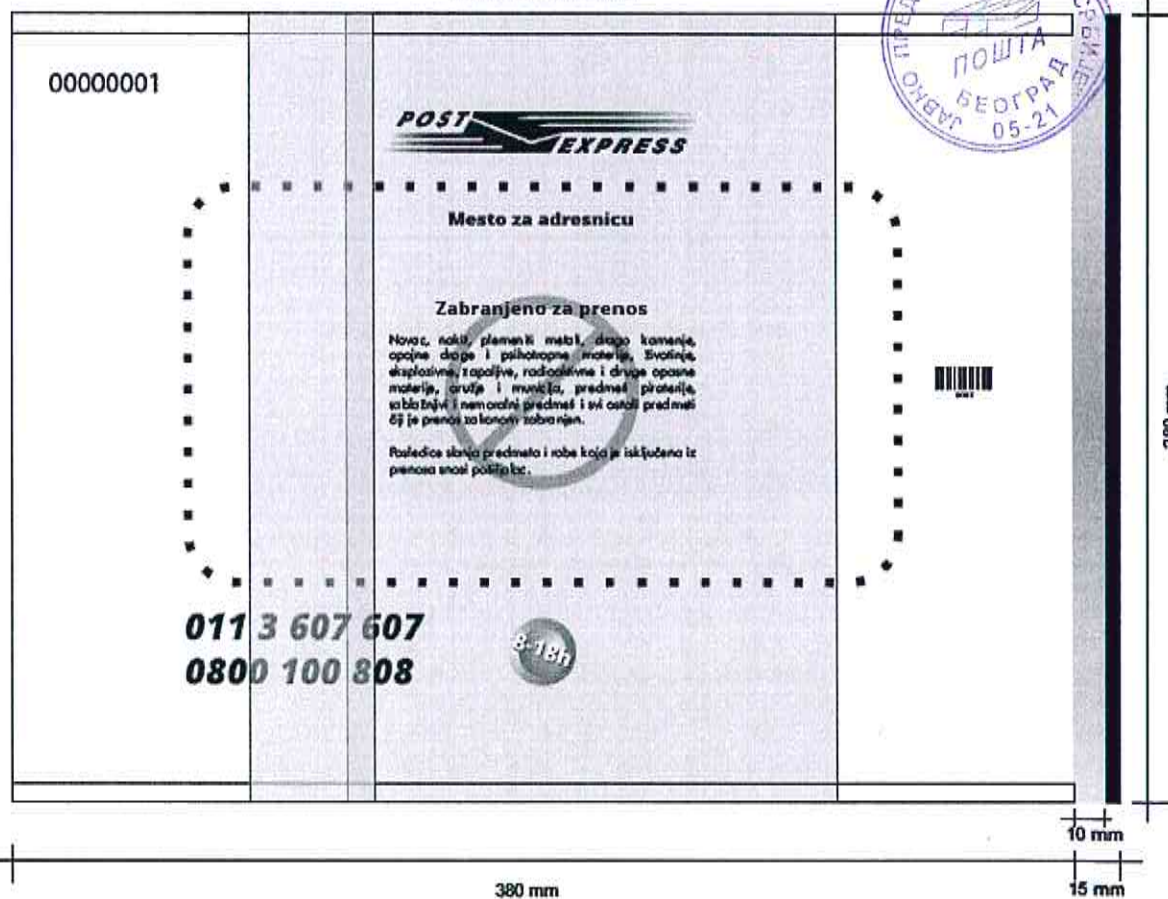 00000001
POST
EXPRESS
Mesto za adresnicu
Zabranjeno za prenos
Novac, nakit, plemeniti metali, drago kamenje,
opojne droge i psihotropne materije, životinje,
eksplozivne, zapaljive, radioaktivne i druge opasne
materije, oružje i municija, predmeti piraterije,
sablažnjivi i nemoralni predmeti i svi ostali predmeti
čiji je prenos zakonom zabranjen.
Posledice slanja predmeta i robe koja je isključena iz
prenosa snosi pošiljalac.
011 3 607 607
0800 100 808
8-18h
ЈАВНО
ПОШТА
БЕОГРАД
05-21
10 mm
380 mm
15 mm